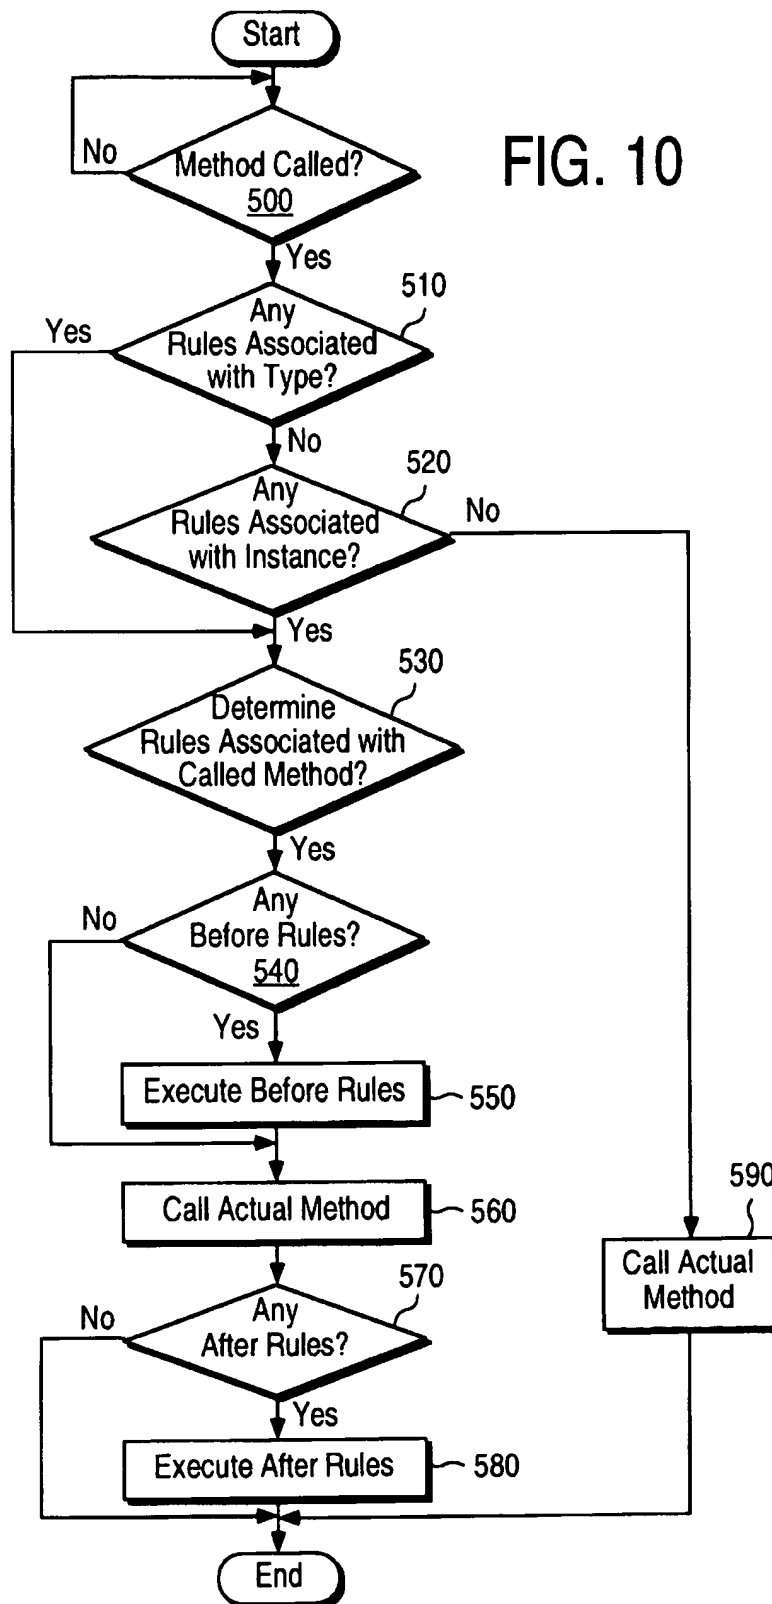 Start
FIG. 10
No
Method Called?
500
Yes
510
Any
Rules Associated
with Type?
Yes
No
520
Any
Rules Associated
with Instance?
No
Yes
530
Determine
Rules Associated with
Called Method?
Yes
Any
Before Rules?
540
No
Yes
Execute Before Rules
550
Call Actual Method
560
590
Call Actual
Method
570
Any
After Rules?
No
Yes
Execute After Rules
580
End